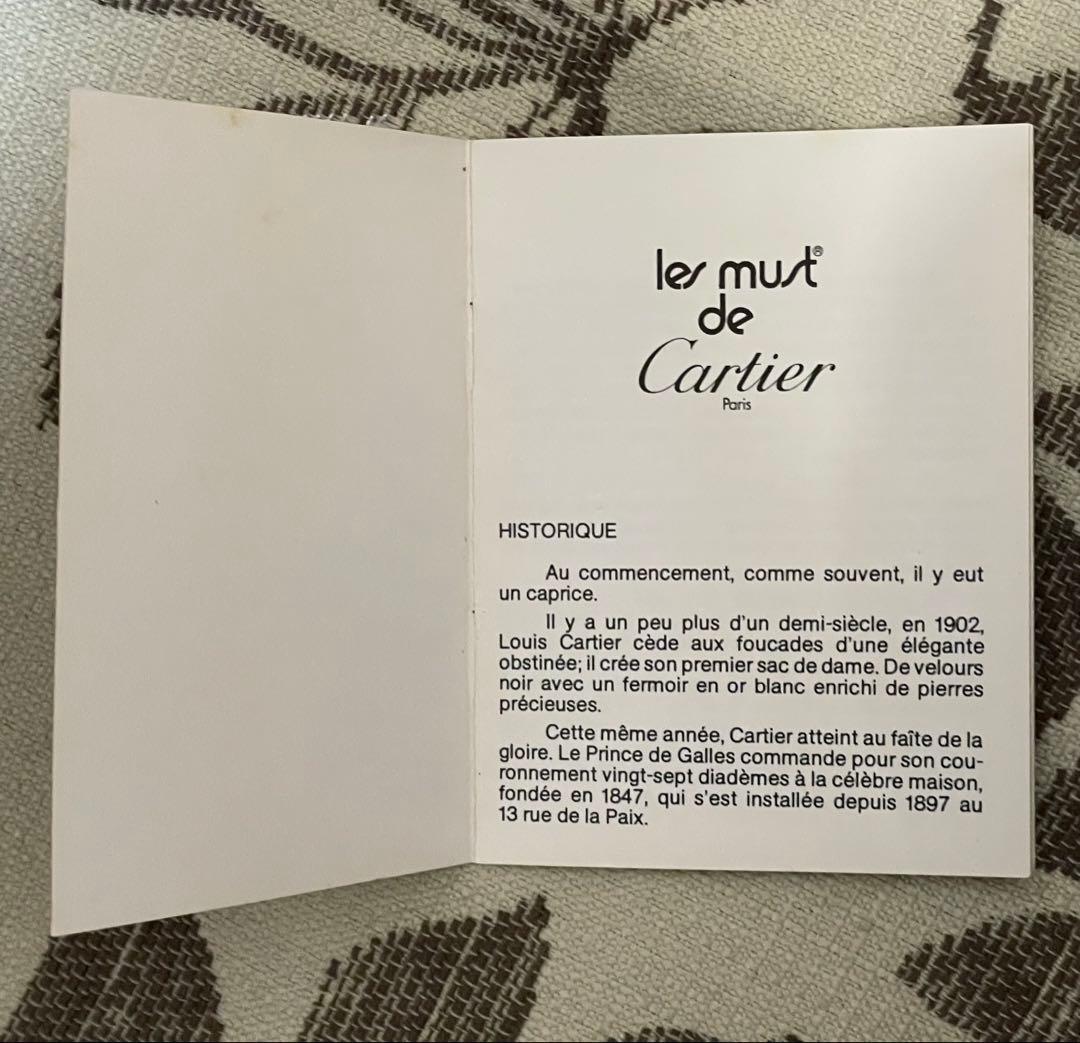 les must®
de
Cartier
Paris
HISTORIQUE
Au commencement, comme souvent, il y eut
un caprice.
Il y a un peu plus d'un demi-siècle, en 1902,
Louis Cartier cède aux foucades d'une élégante
obstinée; il crée son premier sac de dame. De velours
noir avec un fermoir en or blanc enrichi de pierres
précieuses.
Cette même année, Cartier atteint au faîte de la
gloire. Le Prince de Galles commande pour son cou-
ronnement vingt-sept diadèmes à la célèbre maison,
fondée en 1847, qui s'est installée depuis 1897 au
13 rue de la Paix.